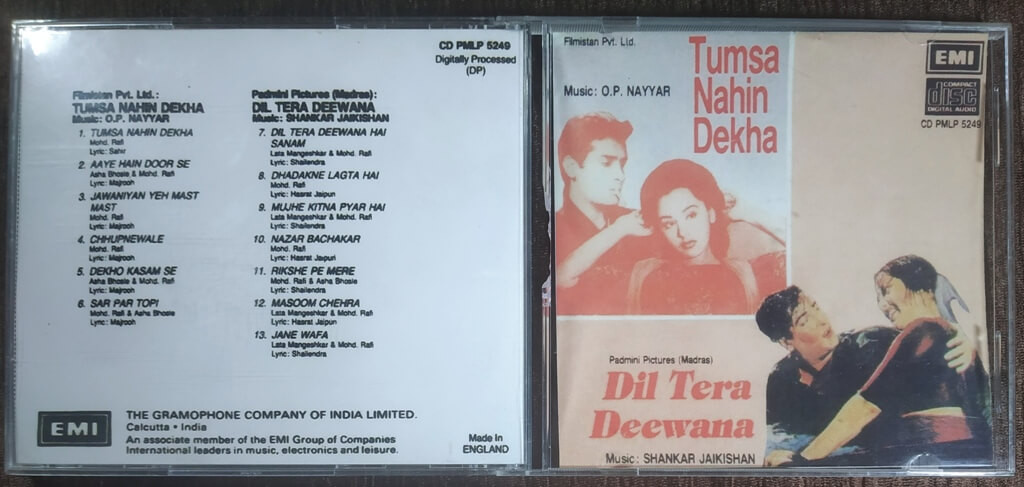 CD PMLP 5249
Digitally Processed
(DP)
Filmistan Pvt. Ltd.:
TUMSA NAHIN DEKHA
Music: O.P. NAYYAR
1. TUMSA NAHIN DEKHA
Mohd. Rafi
Lyric: Sahir
2. AAYE HAIN DOOR SE
Asha Bhosle & Mohd. Rafi
Lyric: Majrooh
3. JAWANIYAN YEH MAST
MAST
Mohd. Rafi
Lyric: Majrooh
4. CHHUPNEWALE
Mohd. Rafi
Lyric: Majrooh
5. DEKHO KASAM SE
Asha Bhosle & Mohd. Rafi
Lyric: Majrooh
6. SAR PAR TOPI
Mohd. Rafi & Asha Bhosle
Lyric: Majrooh
Padmini Pictures (Madras):
DIL TERA DEEWANA
Music: SHANKAR JAIKISHAN
7. DIL TERA DEEWANA HAI
SANAM
Lata Mangeshkar & Mohd. Rafi
Lyric: Shailendra
8. DHADAKNE LAGTA HAI
Mohd. Rafi
Lyric: Hasrat Jaipuri
9. MUJHE KITNA PYAR HAI
Lata Mangeshkar & Mohd. Rafi
Lyric: Shailendra
10. NAZAR BACHAKAR
Mohd. Rafi
Lyric: Hasrat Jaipuri
11. RIKSHE PE MERE
Mohd. Rafi & Asha Bhosle
Lyric: Shailendra
12. MASOOM CHEHRA
Lata Mangeshkar & Mohd. Rafi
Lyric: Hasrat Jaipuri
13. JANE WAFA
Lata Mangeshkar & Mohd. Rafi
Lyric: Shailendra
EMI
THE GRAMOPHONE COMPANY OF INDIA LIMITED.
Calcutta • India
An associate member of the EMI Group of Companies
International leaders in music, electronics and leisure.
Made in
ENGLAND
Filmistan Pvt. Ltd.
Music: O.P. NAYYAR
Tumsa
Nahin
Dekha
EMI
COMPACT
disc
DIGITAL AUDIO
CD PMLP 5249
Padmini Pictures (Madras)
Dil Tera
Deewana
Music: SHANKAR JAIKISHAN